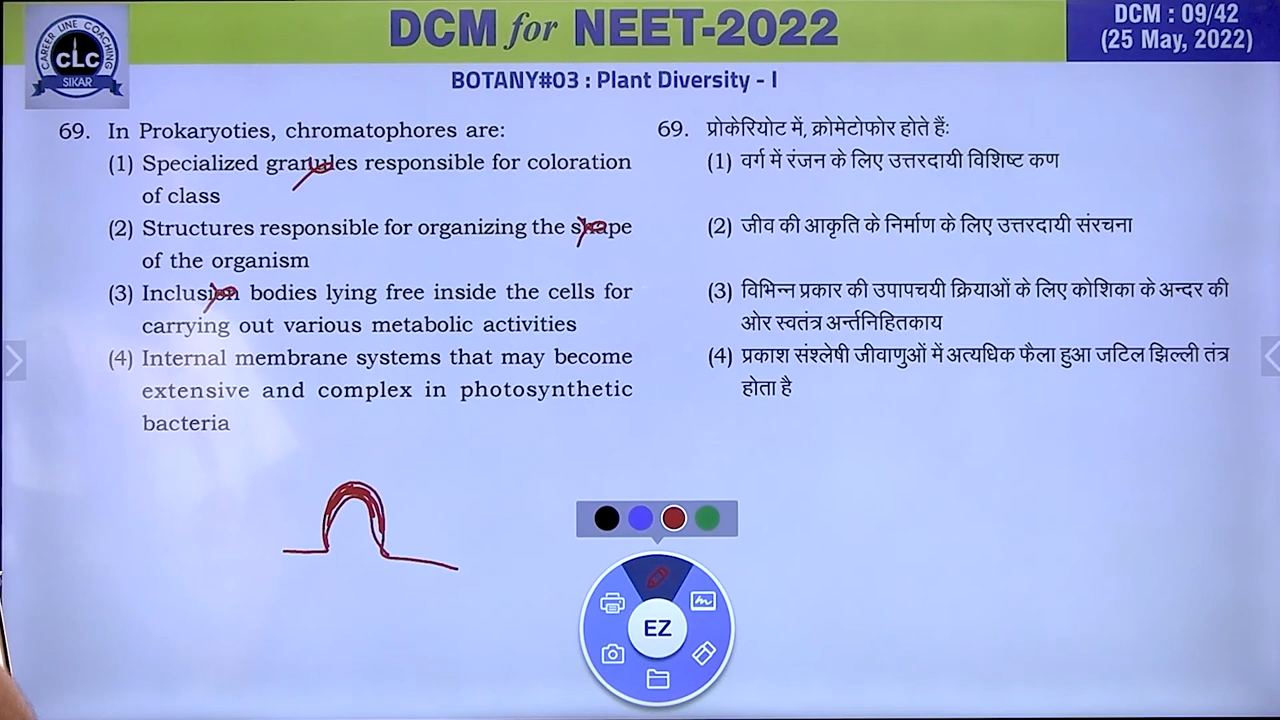 CAREER LINE COACHING
CLC
SIKAR
DCM for NEET-2022
DCM : 09/42
(25 May, 2022)
BOTANY#03 : Plant Diversity - I
69. In Prokaryoties, chromatophores are:
(1) Specialized granules responsible for coloration
of class
(2) Structures responsible for organizing the shape
of the organism
(3) Inclusion bodies lying free inside the cells for
carrying out various metabolic activities
(4) Internal membrane systems that may become
extensive and complex in photosynthetic
bacteria
69. प्रोकेरियोट में, क्रोमेटोफोर होते हैं:
(1) वर्ग में रंजन के लिए उत्तरदायी विशिष्ट कण
(2) जीव की आकृति के निर्माण के लिए उत्तरदायी संरचना
(3) विभिन्न प्रकार की उपापचयी क्रियाओं के लिए कोशिका के अन्दर की
ओर स्वतंत्र अर्न्तनिहितकाय
(4) प्रकाश संश्लेषी जीवाणुओं में अत्यधिक फैला हुआ जटिल झिल्ली तंत्र
होता है
EZ